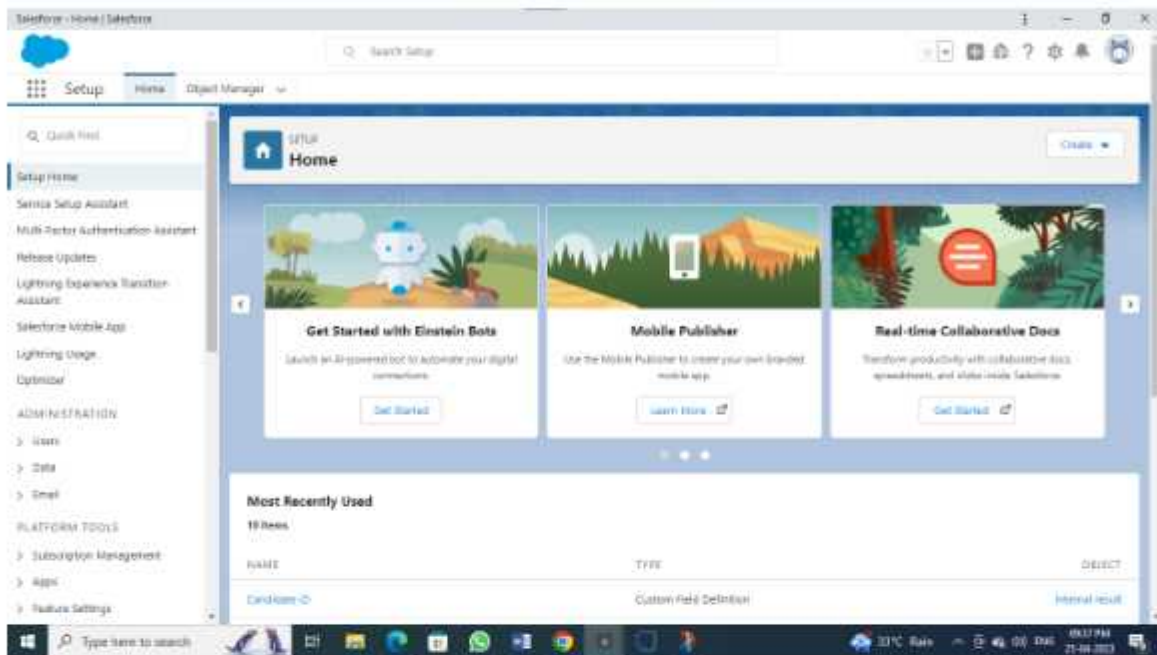 Salesforce - Home | Salesforce
Search Setup
Setup
Home
Object Manager
Quick Find
SETUP
Home
Create
Setup Home
Service Setup Assistant
Multi-Factor Authentication Assistant
Release Updates
Lightning Experience Transition
Assistant
Salesforce Mobile App
Lightning Usage
Optimizer
ADMINISTRATION
Users
Data
Email
PLATFORM TOOLS
Subscription Management
Apps
Feature Settings
Get Started with Einstein Bots
Launch an AI-powered bot to automate your digital
connections.
Get Started
Mobile Publisher
Use the Mobile Publisher to create your own branded
mobile app.
Learn More
Real-time Collaborative Docs
Transform productivity with collaborative docs,
spreadsheets, and slides inside Salesforce.
Get Started
Most Recently Used
10 items
NAME
TYPE
OBJECT
Candidate
Custom Field Definition
Internal result
Type here to search
33°C Rain
ENG